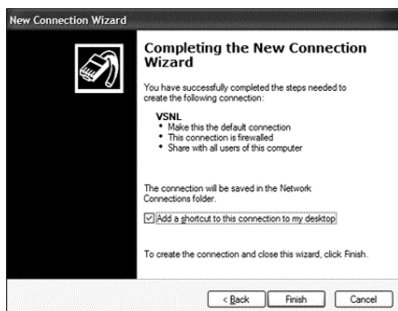 New Connection Wizard
Completing the New Connection
Wizard
You have successfully completed the steps needed to
create the following connection:
VSNL
• Make this the default connection
• This connection is firewalled
• Share with all users of this computer
The connection will be saved in the Network
Connections folder.
Add a shortcut to this connection to my desktop
To create the connection and close this wizard, click Finish.
< Back
Finish
Cancel